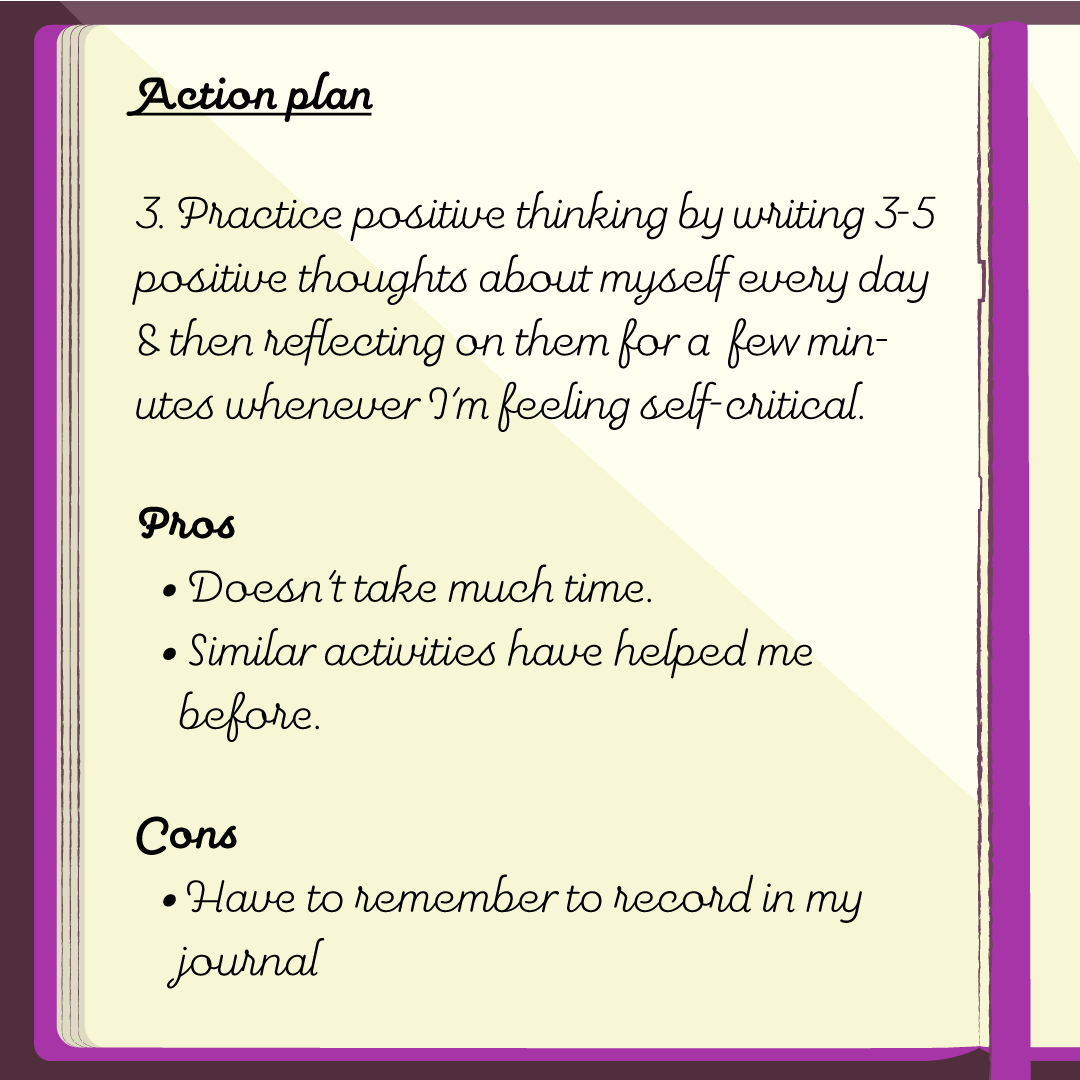 Action plan
3. Practice positive thinking by writing 3-5
positive thoughts about myself every day
& then reflecting on them for a few min-
utes whenever I'm feeling self-critical.
Pros
• Doesn't take much time.
• Similar activities have helped me
before.
Cons
• Have to remember to record in my
journal